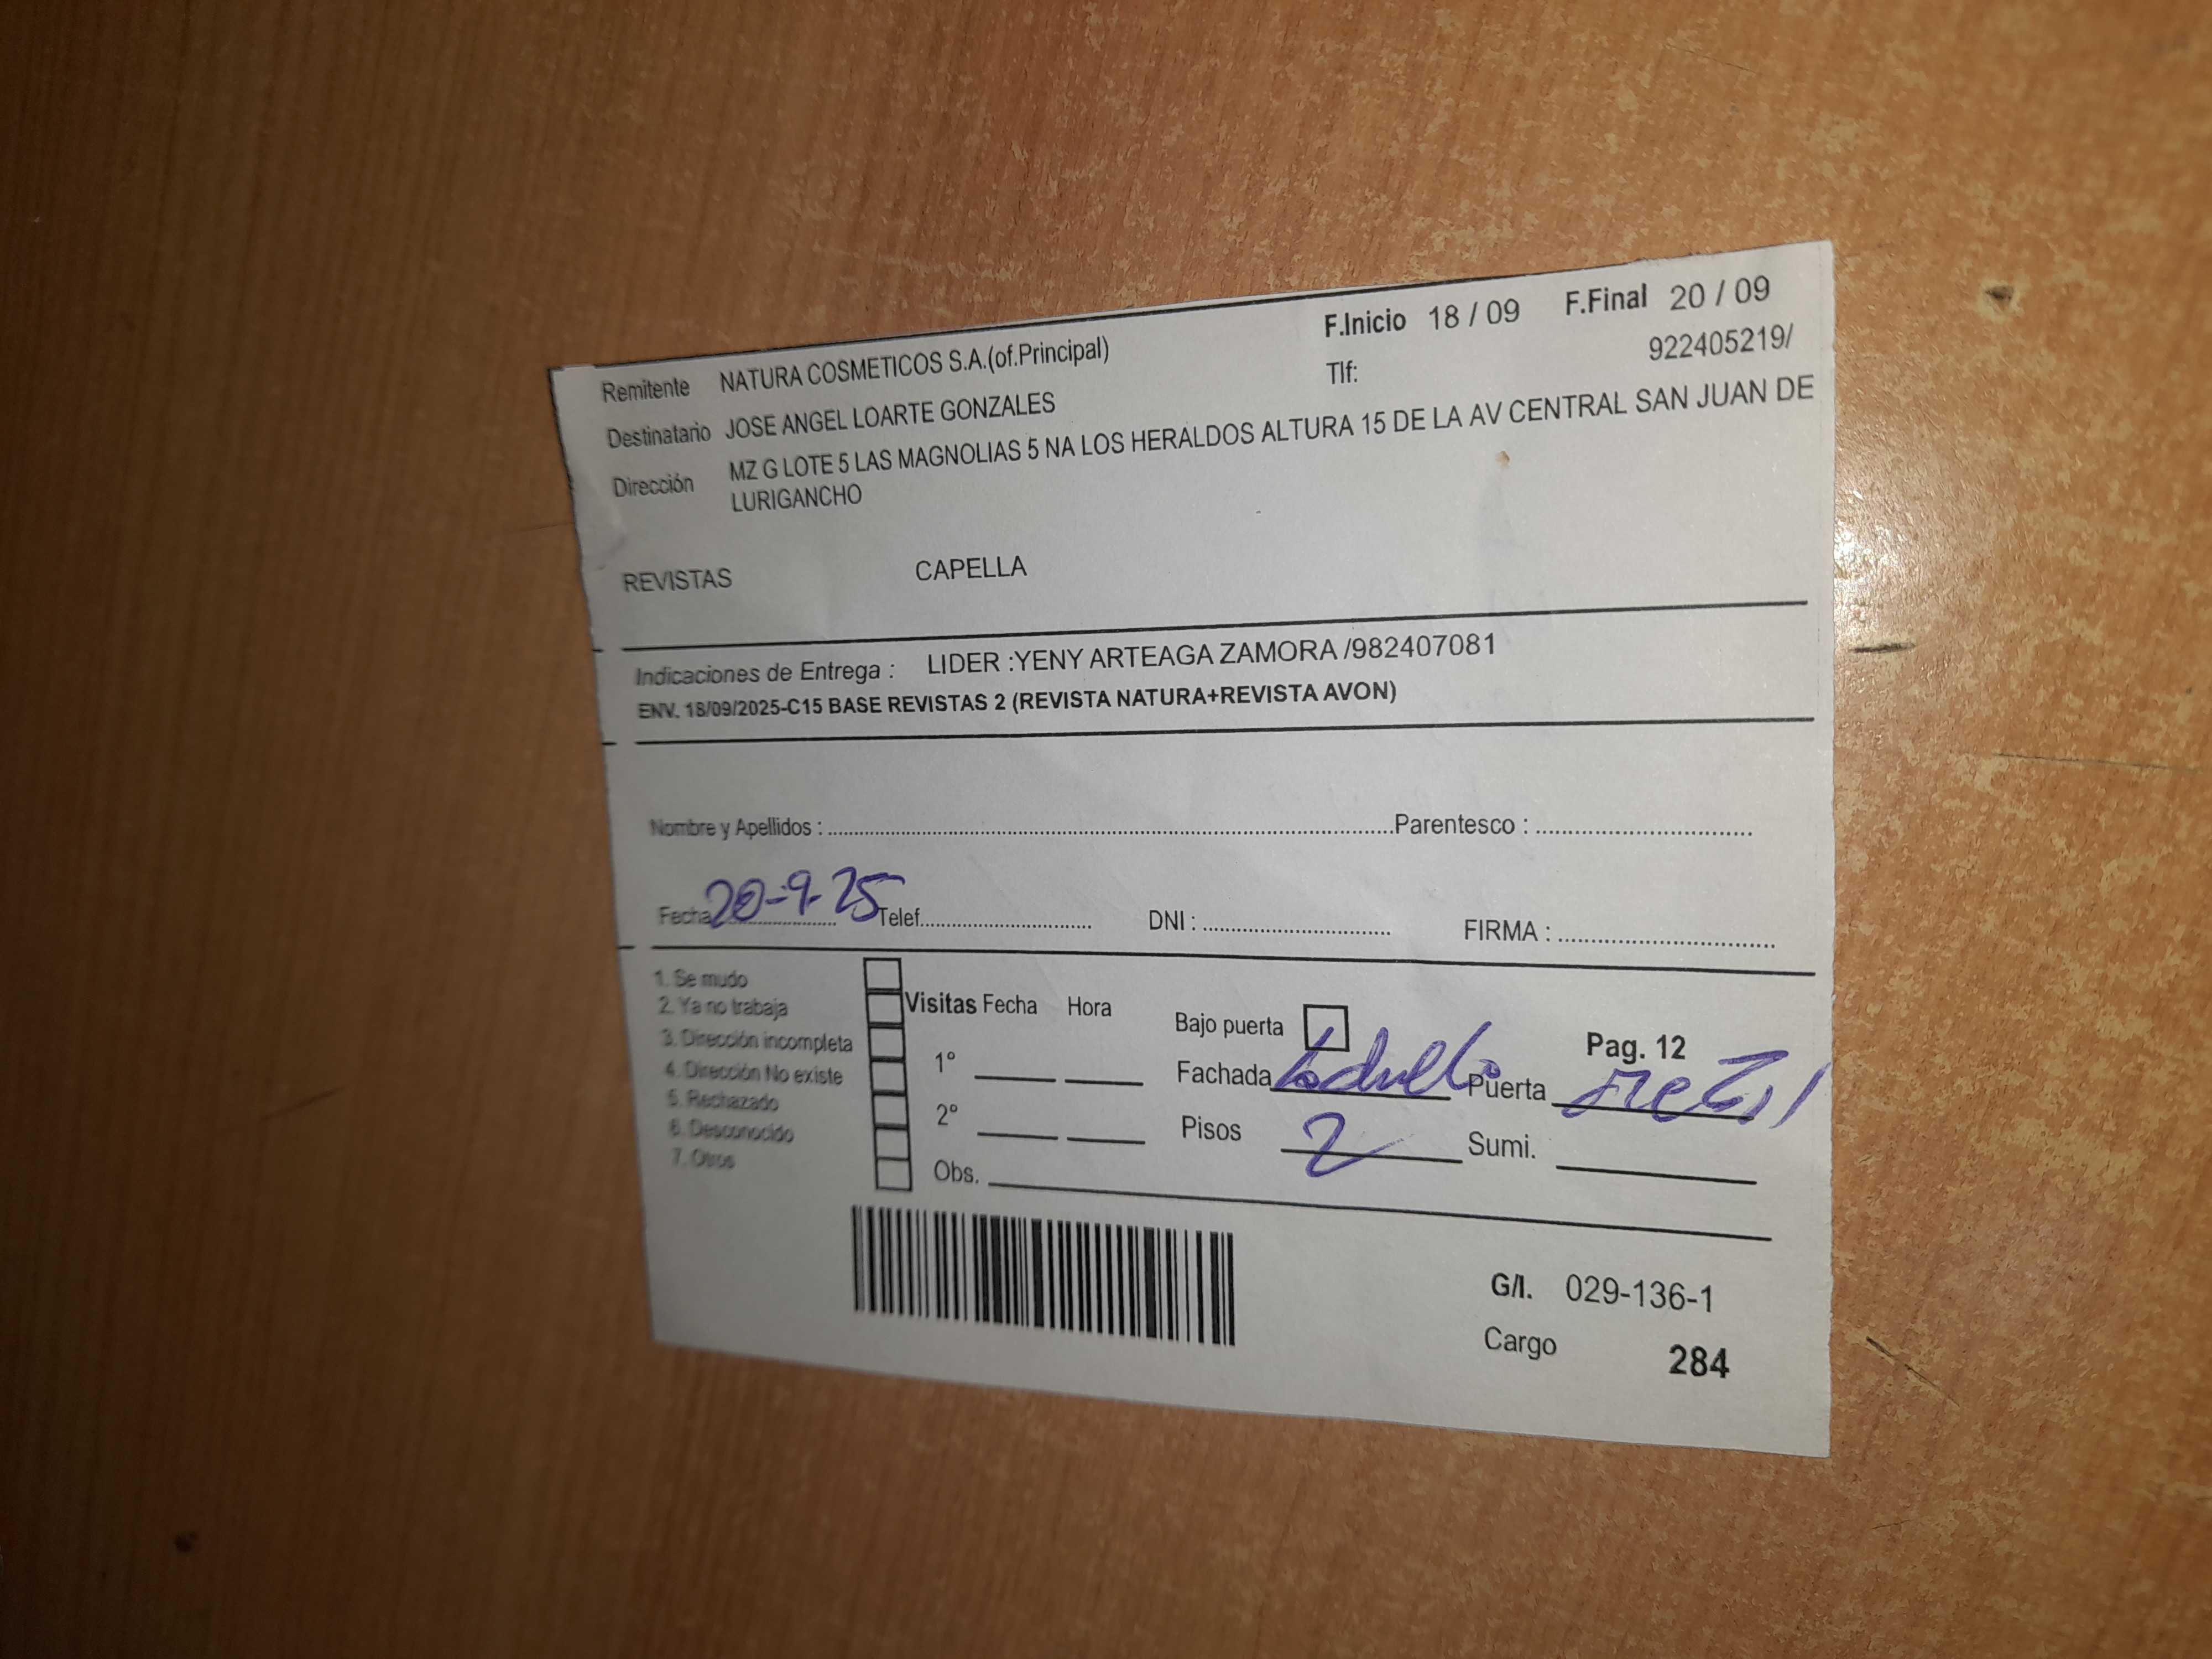 F.Inicio 18 / 09 F.Final 20 / 09
Remitente NATURA COSMETICOS S.A.(of.Principal) Tlf: 922405219/
Destinatario JOSE ANGEL LOARTE GONZALES
Dirección MZ G LOTE 5 LAS MAGNOLIAS 5 NA LOS HERALDOS ALTURA 15 DE LA AV CENTRAL SAN JUAN DE
LURIGANCHO
REVISTAS CAPELLA
Indicaciones de Entrega : LIDER :YENY ARTEAGA ZAMORA /982407081
ENV. 18/09/2025-C15 BASE REVISTAS 2 (REVISTA NATURA+REVISTA AVON)
Nombre y Apellidos : Parentesco :
Fecha 20-9-25 Telef. DNI : FIRMA :
1. Se mudo
2. Ya no trabaja
3. Dirección incompleta
4. Dirección No existe
5. Rechazado
6. Desconocido
7. Otros
Visitas Fecha Hora
1°
2°
Obs.
Bajo puerta Pag. 12
Fachada Ladrillo Puerta Metal
Pisos 2 Sumi.
G/I. 029-136-1
Cargo 284